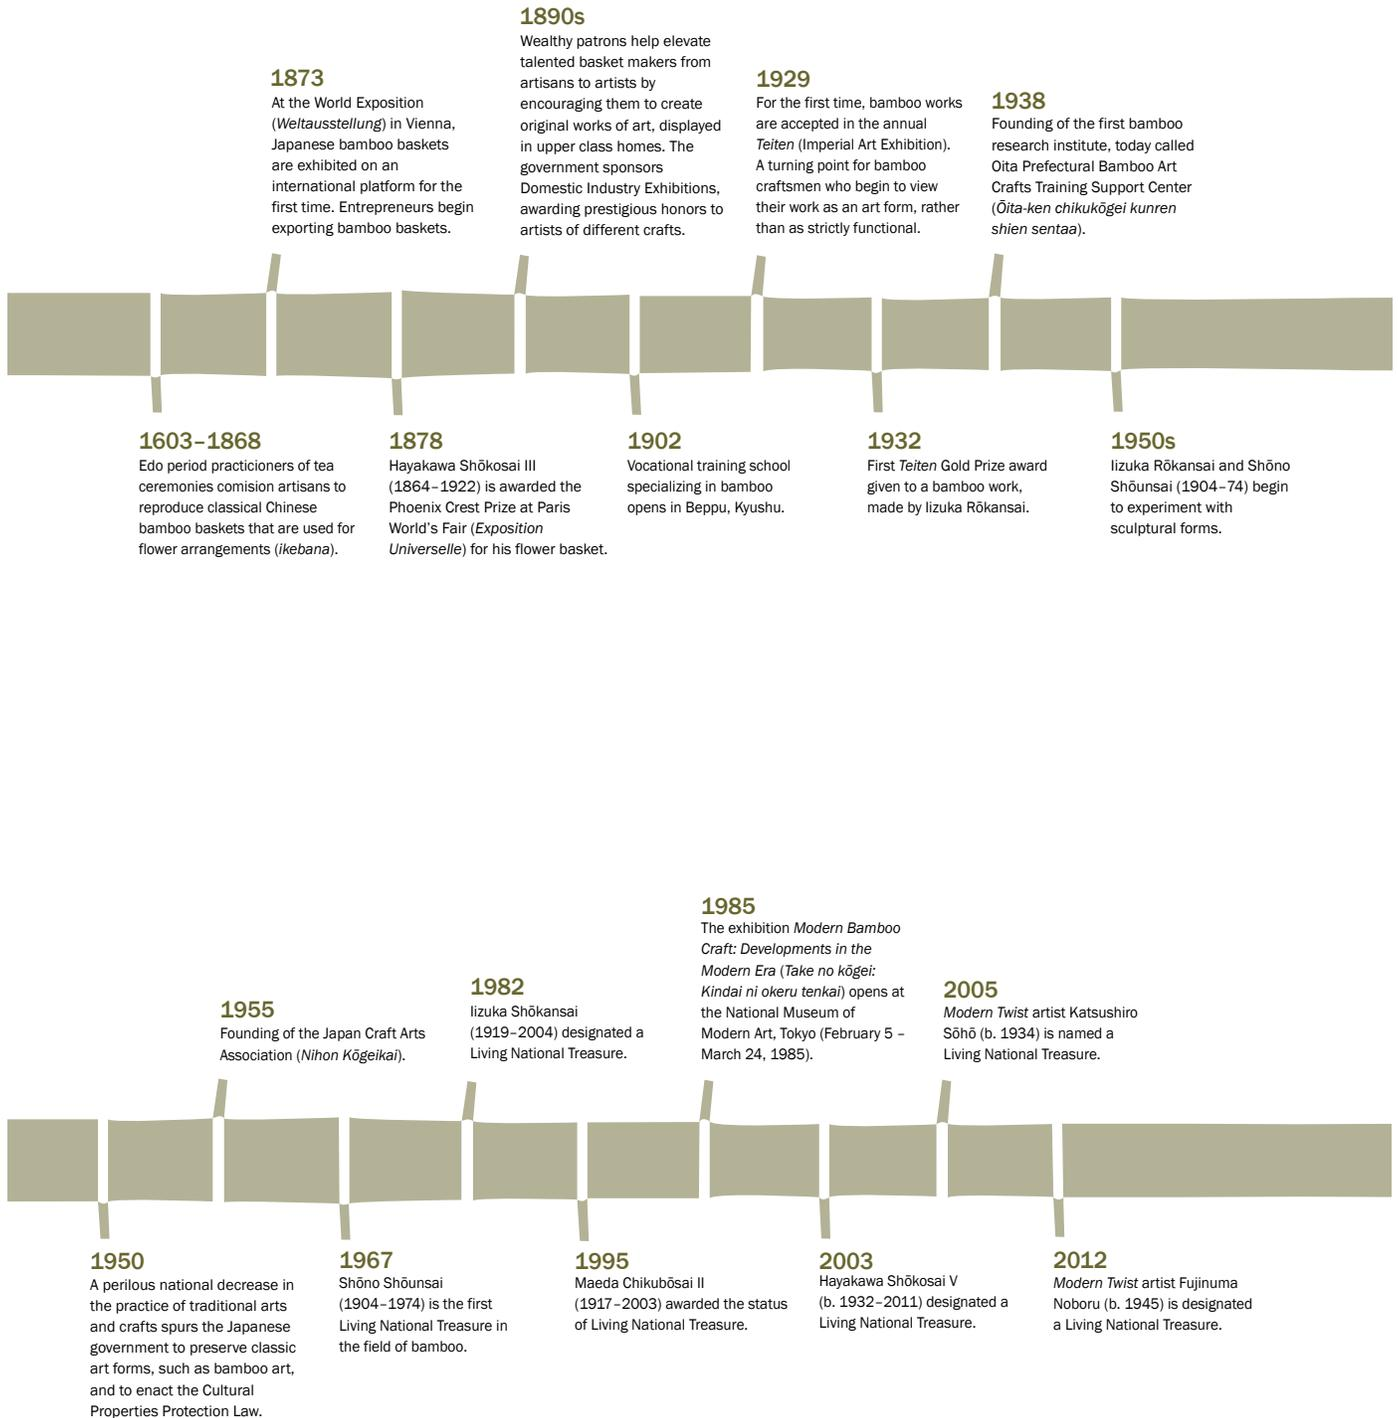 1890s
Wealthy patrons help elevate
talented basket makers from
artisans to artists by
encouraging them to create
original works of art, displayed
in upper class homes. The
government sponsors
Domestic Industry Exhibitions,
awarding prestigious honors to
artists of different crafts.
1873
At the World Exposition
(Weltausstellung) in Vienna,
Japanese bamboo baskets
are exhibited on an
international platform for the
first time. Entrepreneurs begin
exporting bamboo baskets.
1929
For the first time, bamboo works
are accepted in the annual
Teiten (Imperial Art Exhibition).
A turning point for bamboo
craftsmen who begin to view
their work as an art form, rather
than as strictly functional.
1938
Founding of the first bamboo
research institute, today called
Oita Prefectural Bamboo Art
Crafts Training Support Center
(Ōita-ken chikukōgei kunren
shien sentaa).
1603–1868
Edo period practicioners of tea
ceremonies comision artisans to
reproduce classical Chinese
bamboo baskets that are used for
flower arrangements (ikebana).
1878
Hayakawa Shōkosai III
(1864–1922) is awarded the
Phoenix Crest Prize at Paris
World's Fair (Exposition
Universelle) for his flower basket.
1902
Vocational training school
specializing in bamboo
opens in Beppu, Kyushu.
1932
First Teiten Gold Prize award
given to a bamboo work,
made by Iizuka Rōkansai.
1950s
Iizuka Rōkansai and Shōno
Shōunsai (1904–74) begin
to experiment with
sculptural forms.
1955
Founding of the Japan Craft Arts
Association (Nihon Kōgeikai).
1982
Iizuka Shōkansai
(1919–2004) designated a
Living National Treasure.
1985
The exhibition Modern Bamboo
Craft: Developments in the
Modern Era (Take no kōgei:
Kindai ni okeru tenkai) opens at
the National Museum of
Modern Art, Tokyo (February 5 –
March 24, 1985).
2005
Modern Twist artist Katsushiro
Sōhō (b. 1934) is named a
Living National Treasure.
1950
A perilous national decrease in
the practice of traditional arts
and crafts spurs the Japanese
government to preserve classic
art forms, such as bamboo art,
and to enact the Cultural
Properties Protection Law.
1967
Shōno Shōunsai
(1904–1974) is the first
Living National Treasure in
the field of bamboo.
1995
Maeda Chikubōsai II
(1917–2003) awarded the status
of Living National Treasure.
2003
Hayakawa Shōkosai V
(b. 1932–2011) designated a
Living National Treasure.
2012
Modern Twist artist Fujinuma
Noboru (b. 1945) is designated
a Living National Treasure.